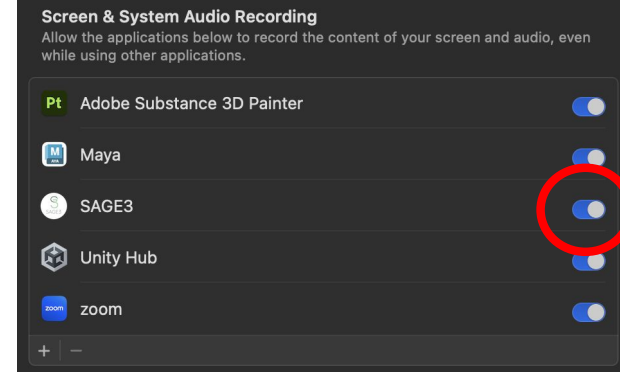 Screen & System Audio Recording
Allow the applications below to record the content of your screen and audio, even
while using other applications.
Pt Adobe Substance 3D Painter
M Maya
S SAGE3 SAGE3
Unity Hub
zoom zoom
+ −